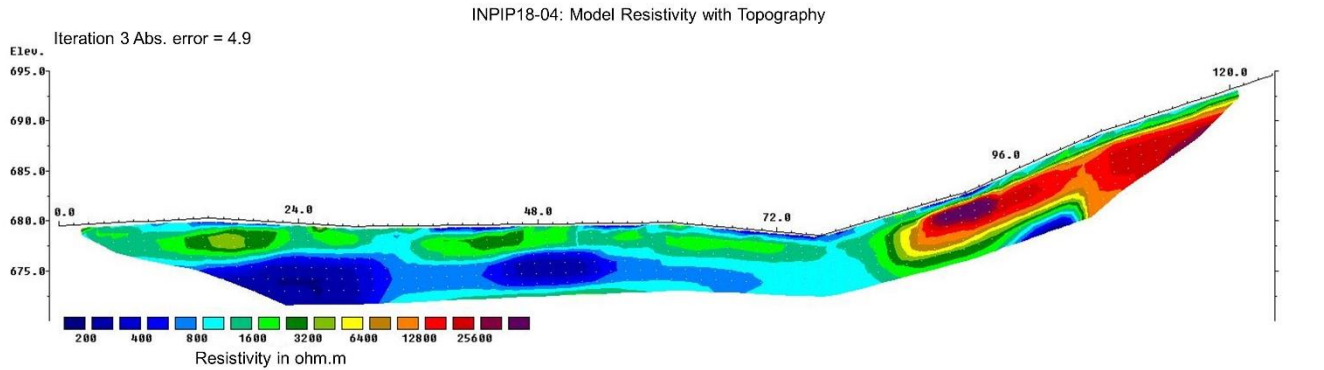 INPIP18-04: Model Resistivity with Topography
Iteration 3 Abs. error = 4.9
Elev.
695.0
120.0
690.0
96.0
685.0
680.0
0.0 24.0 48.0 72.0
675.0
200 400 800 1600 3200 6400 12800 25600
Resistivity in ohm.m